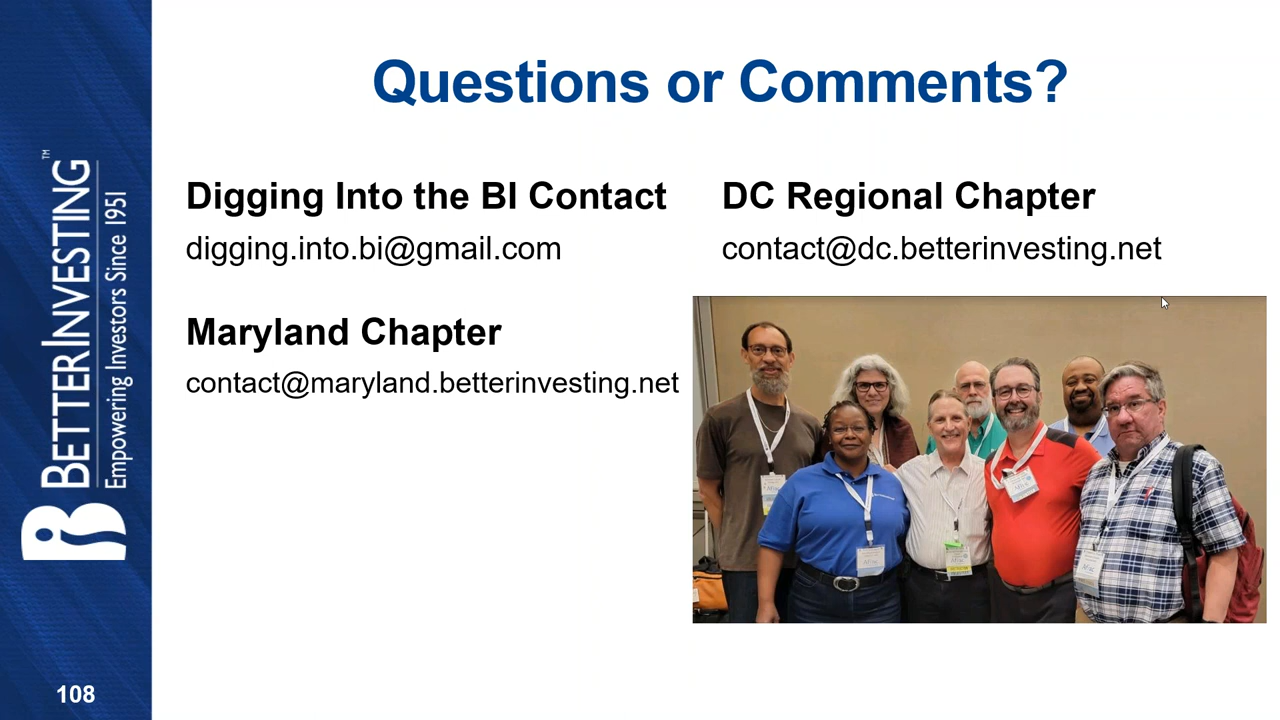 Questions or Comments?
Digging Into the BI Contact
digging.into.bi@gmail.com
DC Regional Chapter
contact@dc.betterinvesting.net
Maryland Chapter
contact@maryland.betterinvesting.net
BETTERINVESTING™
Empowering Investors Since 1951
108